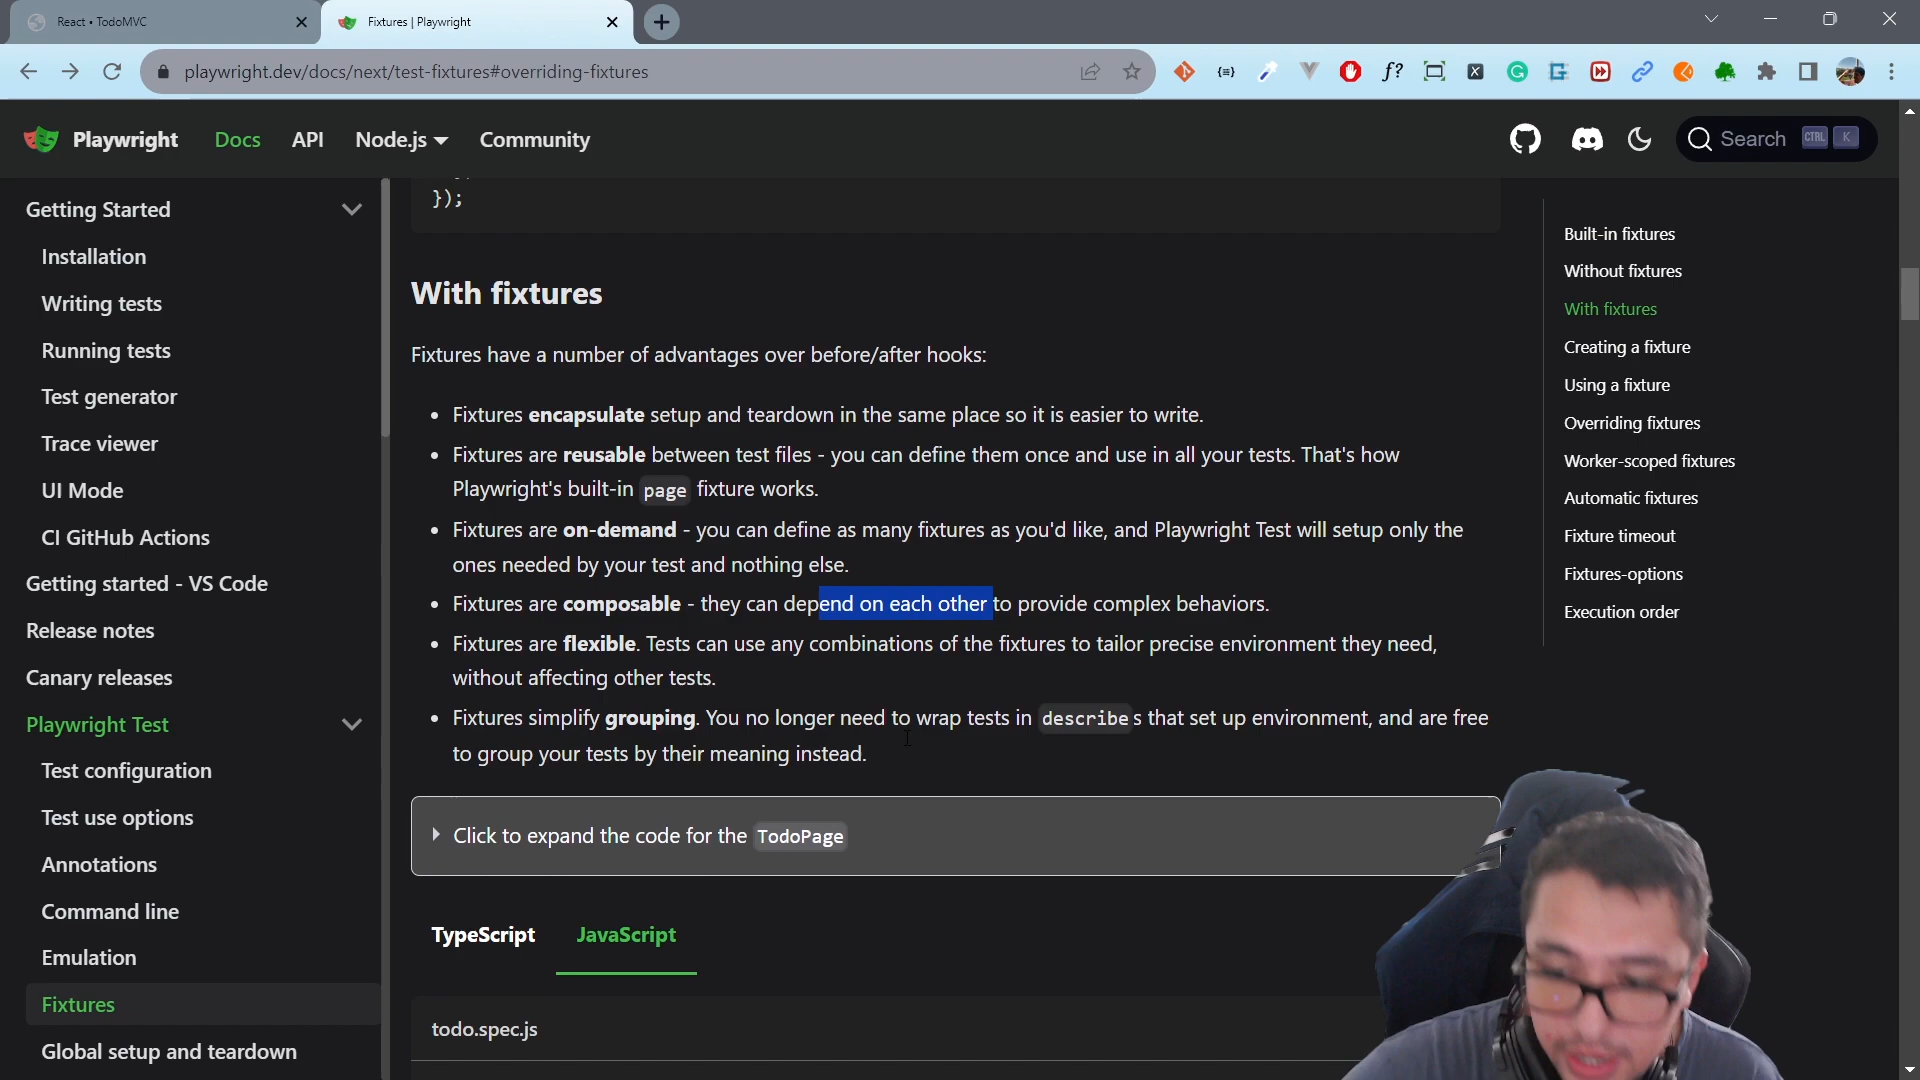 React • TodoMVC
Fixtures | Playwright
playwright.dev/docs/next/test-fixtures#overriding-fixtures
Playwright
Docs
API
Node.js
Community
Search
CTRL
K
Getting Started
Installation
Writing tests
Running tests
Test generator
Trace viewer
UI Mode
CI GitHub Actions
Getting started - VS Code
Release notes
Canary releases
Playwright Test
Test configuration
Test use options
Annotations
Command line
Emulation
Fixtures
Global setup and teardown
});
With fixtures
Fixtures have a number of advantages over before/after hooks:
• Fixtures encapsulate setup and teardown in the same place so it is easier to write.
• Fixtures are reusable between test files - you can define them once and use in all your tests. That's how
Playwright's built-in page fixture works.
• Fixtures are on-demand - you can define as many fixtures as you'd like, and Playwright Test will setup only the
ones needed by your test and nothing else.
• Fixtures are composable - they can depend on each other to provide complex behaviors.
• Fixtures are flexible. Tests can use any combinations of the fixtures to tailor precise environment they need,
without affecting other tests.
• Fixtures simplify grouping. You no longer need to wrap tests in describe s that set up environment, and are free
to group your tests by their meaning instead.
Click to expand the code for the TodoPage
TypeScript
JavaScript
todo.spec.js
Built-in fixtures
Without fixtures
With fixtures
Creating a fixture
Using a fixture
Overriding fixtures
Worker-scoped fixtures
Automatic fixtures
Fixture timeout
Fixtures-options
Execution order